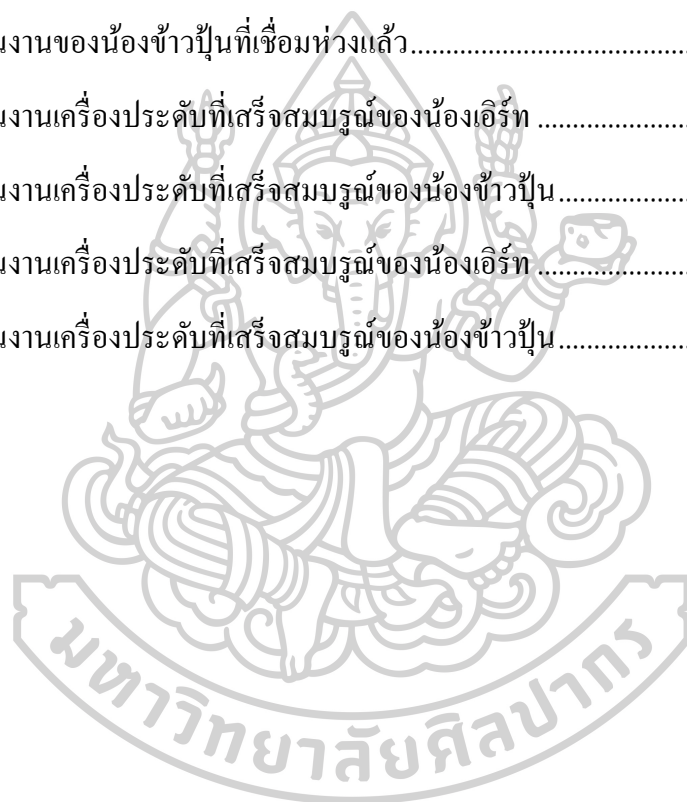 นงานของน้องข้าวปุ้นที่เชื่อมห่วงแล้ว........................................
นงานเครื่องประดับที่เสร็จสมบรูณ์ของน้องเอิร์ท ......................
นงานเครื่องประดับที่เสร็จสมบรูณ์ของน้องข้าวปุ้น...................
นงานเครื่องประดับที่เสร็จสมบรูณ์ของน้องเอิร์ท ......................
นงานเครื่องประดับที่เสร็จสมบรูณ์ของน้องข้าวปุ้น...................
มหาวิทยาลัยศิลปากร